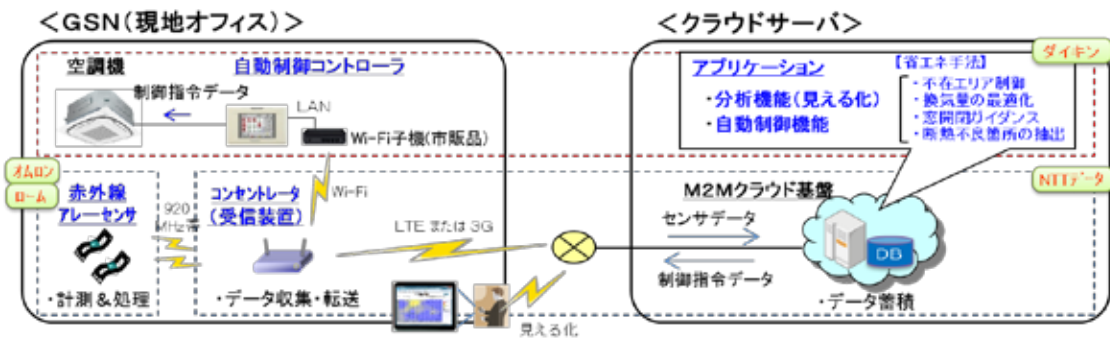 ＜GSN（現地オフィス）＞
＜クラウドサーバ＞
ダイキン
空調機
自動制御コントローラ
制御指令データ
LAN
Wi-Fi子機(市販品)
アプリケーション
・分析機能(見える化)
・自動制御機能
【省エネ手法】
・不在エリア制御
・換気量の最適化
・窓開閉ガイダンス
・断熱不良箇所の抽出
オムロン
ローム
赤外線
アレーセンサ
920
MHz帯
コンセントレータ
(受信装置)
Wi-Fi
LTE または 3G
NTTデータ
M2Mクラウド基盤
センサデータ
制御指令データ
DB
・計測＆処理
・データ収集・転送
・データ蓄積
見える化